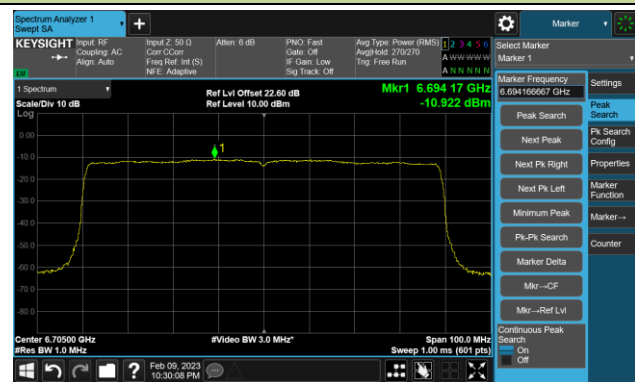 Spectrum Analyzer 1
Swept SA
+
Marker
KEYSIGHT
Input: RF
Coupling: AC
Align: Auto
Input Z: 50 Ω
Corr CCorr
Freq Ref: Int (S)
NFE: Adaptive
Atten: 6 dB
PNO: Fast
Gate: Off
IF Gain: Low
Sig Track: Off
Avg Type: Power (RMS)
Avg|Hold: 270/270
Trig: Free Run
1 2 3 4 5 6
A W W W W W
A N N N N N
Select Marker
Marker 1
LNI
1 Spectrum
Scale/Div 10 dB
Log
Ref Lvl Offset 22.60 dB
Ref Level 10.00 dBm
Mkr1 6.694 17 GHz
-10.922 dBm
0.00
-10.0
-20.0
-30.0
-40.0
-50.0
-60.0
-70.0
-80.0
1
Center 6.70500 GHz
#Res BW 1.0 MHz
#Video BW 3.0 MHz*
Span 100.0 MHz
Sweep 1.00 ms (601 pts)
Marker Frequency
6.694166667 GHz
Peak Search
Next Peak
Next Pk Right
Next Pk Left
Minimum Peak
Pk-Pk Search
Marker Delta
Mkr→CF
Mkr→Ref Lvl
Continuous Peak
Search
On
Off
Settings
Peak
Search
Pk Search
Config
Properties
Marker
Function
Marker→
Counter
?
Feb 09, 2023
10:30:08 PM